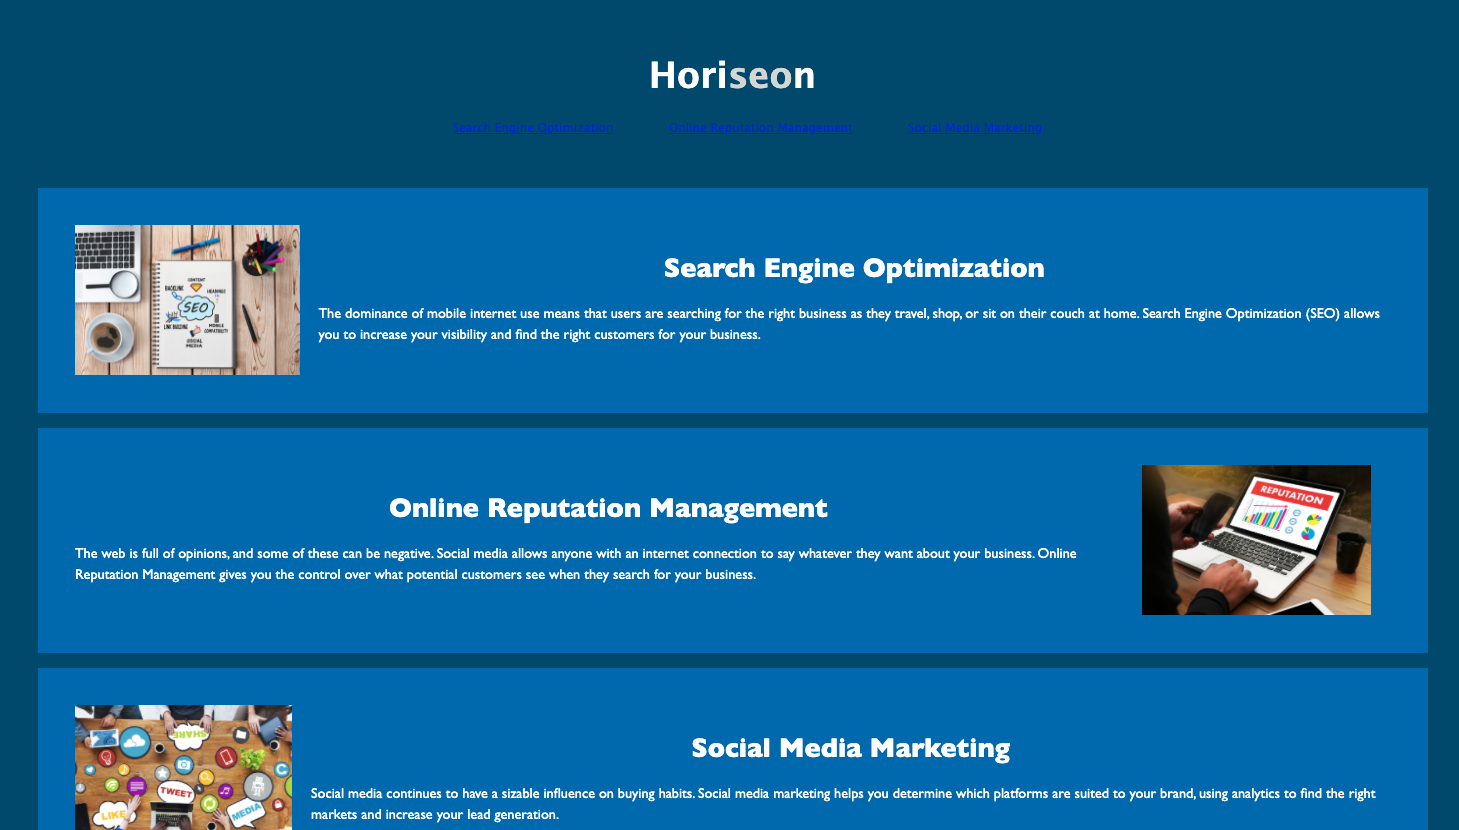 Horiseon
Search Engine Optimization Online Reputation Management Social Media Marketing
CONTENT
BACKLINK
KEYWORDS
SEO
LINK BUILDING
MOBILE
COMPATIBILITY
SOCIAL
MEDIA
Search Engine Optimization
The dominance of mobile internet use means that users are searching for the right business as they travel, shop, or sit on their couch at home. Search Engine Optimization (SEO) allows
you to increase your visibility and find the right customers for your business.
Online Reputation Management
The web is full of opinions, and some of these can be negative. Social media allows anyone with an internet connection to say whatever they want about your business. Online
Reputation Management gives you the control over what potential customers see when they search for your business.
REPUTATION
SHARE
TWEET
LIKE
MEDIA
Social Media Marketing
Social media continues to have a sizable influence on buying habits. Social media marketing helps you determine which platforms are suited to your brand, using analytics to find the right
markets and increase your lead generation.